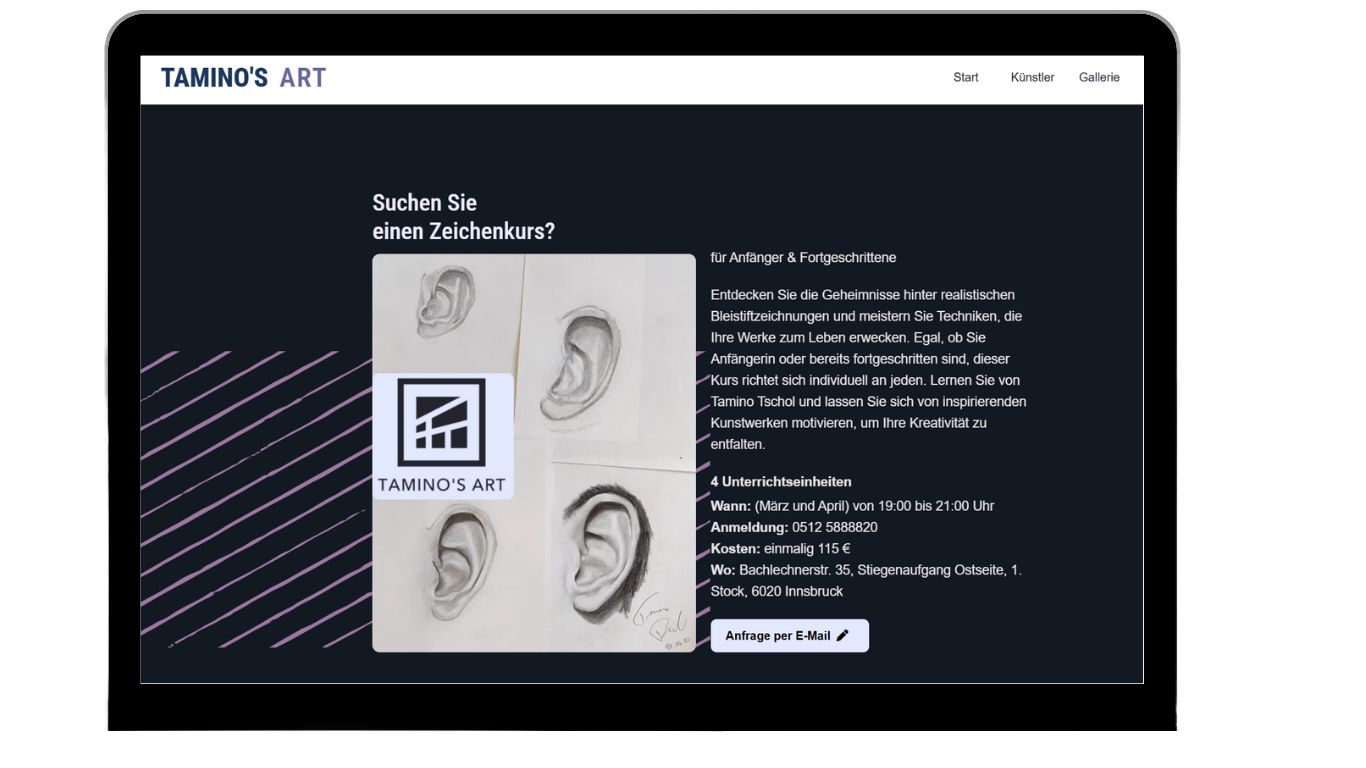 TAMINO'S ART
Start Künstler Gallerie
Suchen Sie
einen Zeichenkurs?
TAMINO'S ART
für Anfänger & Fortgeschrittene
Entdecken Sie die Geheimnisse hinter realistischen
Bleistiftzeichnungen und meistern Sie Techniken, die
Ihre Werke zum Leben erwecken. Egal, ob Sie
Anfängerin oder bereits fortgeschritten sind, dieser
Kurs richtet sich individuell an jeden. Lernen Sie von
Tamino Tschol und lassen Sie sich von inspirierenden
Kunstwerken motivieren, um Ihre Kreativität zu
entfalten.
4 Unterrichtseinheiten
Wann: (März und April) von 19:00 bis 21:00 Uhr
Anmeldung: 0512 5888820
Kosten: einmalig 115 €
Wo: Bachlechnerstr. 35, Stiegenaufgang Ostseite, 1.
Stock, 6020 Innsbruck
Anfrage per E-Mail